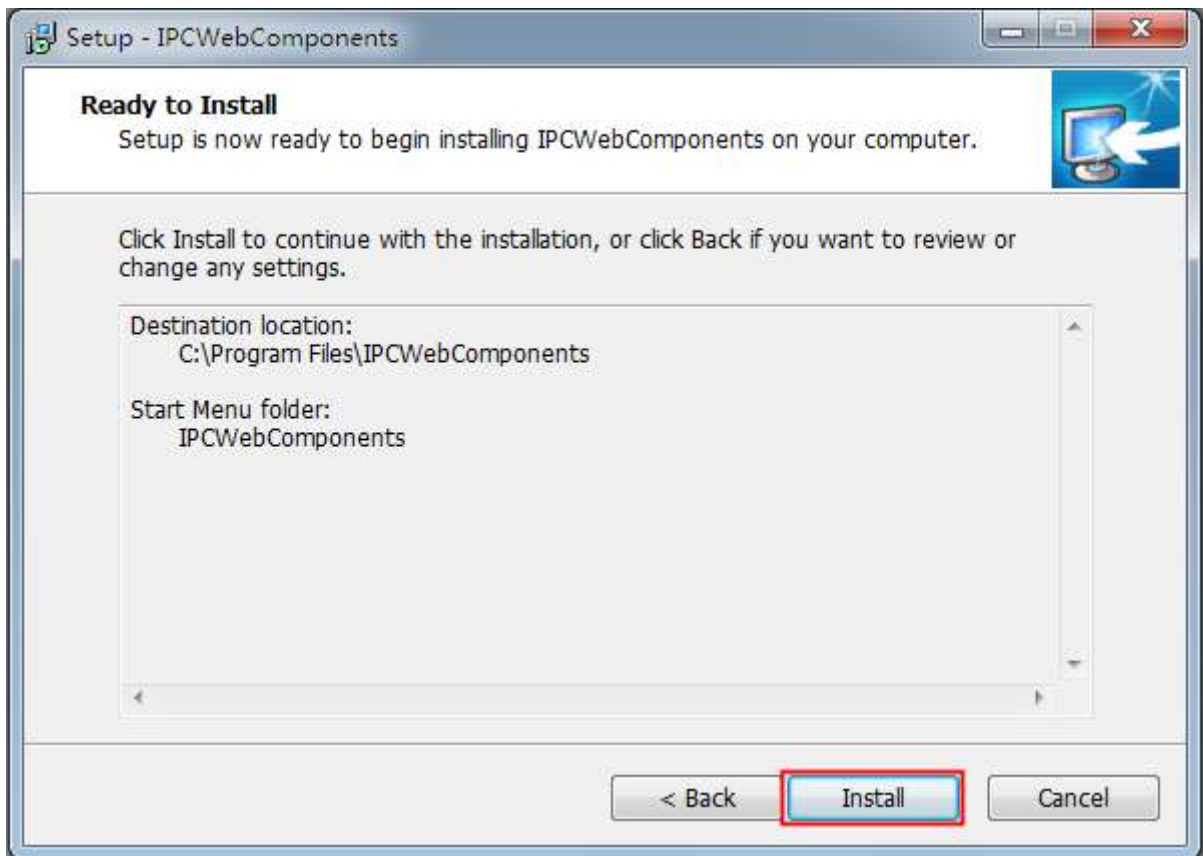 Setup - IPCWebComponents
Ready to Install
Setup is now ready to begin installing IPCWebComponents on your computer.
Click Install to continue with the installation, or click Back if you want to review or
change any settings.
Destination location:
C:\Program Files\IPCWebComponents
Start Menu folder:
IPCWebComponents
< Back
Install
Cancel